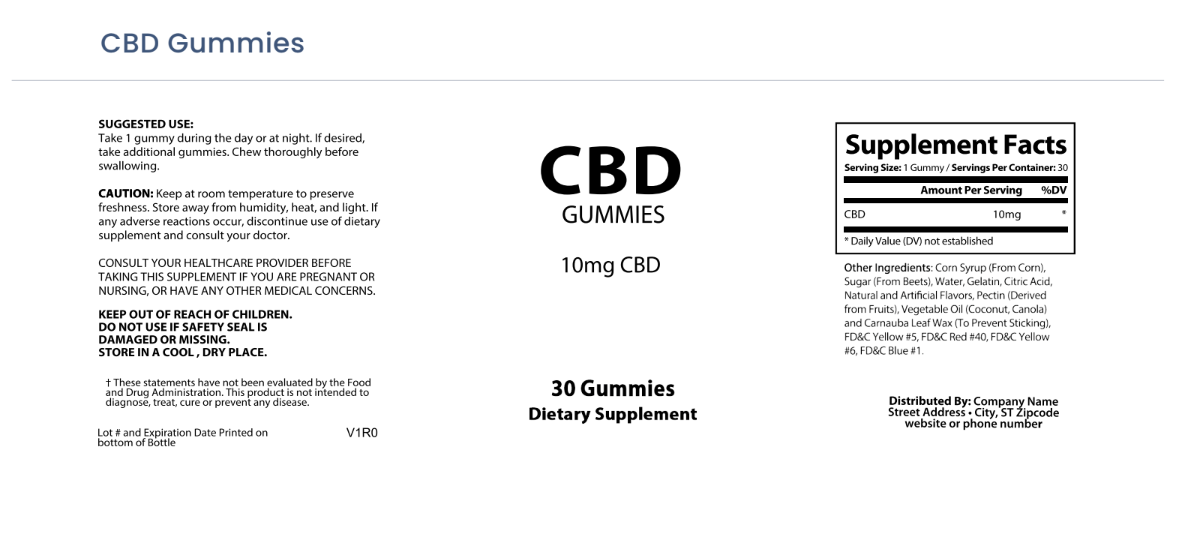 CBD Gummies
SUGGESTED USE:
Take 1 gummy during the day or at night. If desired,
take additional gummies. Chew thoroughly before
swallowing.
CAUTION: Keep at room temperature to preserve
freshness. Store away from humidity, heat, and light. If
any adverse reactions occur, discontinue use of dietary
supplement and consult your doctor.
CONSULT YOUR HEALTHCARE PROVIDER BEFORE
TAKING THIS SUPPLEMENT IF YOU ARE PREGNANT OR
NURSING, OR HAVE ANY OTHER MEDICAL CONCERNS.
KEEP OUT OF REACH OF CHILDREN.
DO NOT USE IF SAFETY SEAL IS
DAMAGED OR MISSING.
STORE IN A COOL , DRY PLACE.
† These statements have not been evaluated by the Food
and Drug Administration. This product is not intended to
diagnose, treat, cure or prevent any disease.
Lot # and Expiration Date Printed on
bottom of Bottle
V1R0
CBD
GUMMIES
10mg CBD
30 Gummies
Dietary Supplement
Supplement Facts
Serving Size: 1 Gummy / Servings Per Container: 30
Amount Per Serving %DV
CBD 10mg *
* Daily Value (DV) not established
Other Ingredients: Corn Syrup (From Corn),
Sugar (From Beets), Water, Gelatin, Citric Acid,
Natural and Artificial Flavors, Pectin (Derived
from Fruits), Vegetable Oil (Coconut, Canola)
and Carnauba Leaf Wax (To Prevent Sticking),
FD&C Yellow #5, FD&C Red #40, FD&C Yellow
#6, FD&C Blue #1.
Distributed By: Company Name
Street Address • City, ST Zipcode
website or phone number